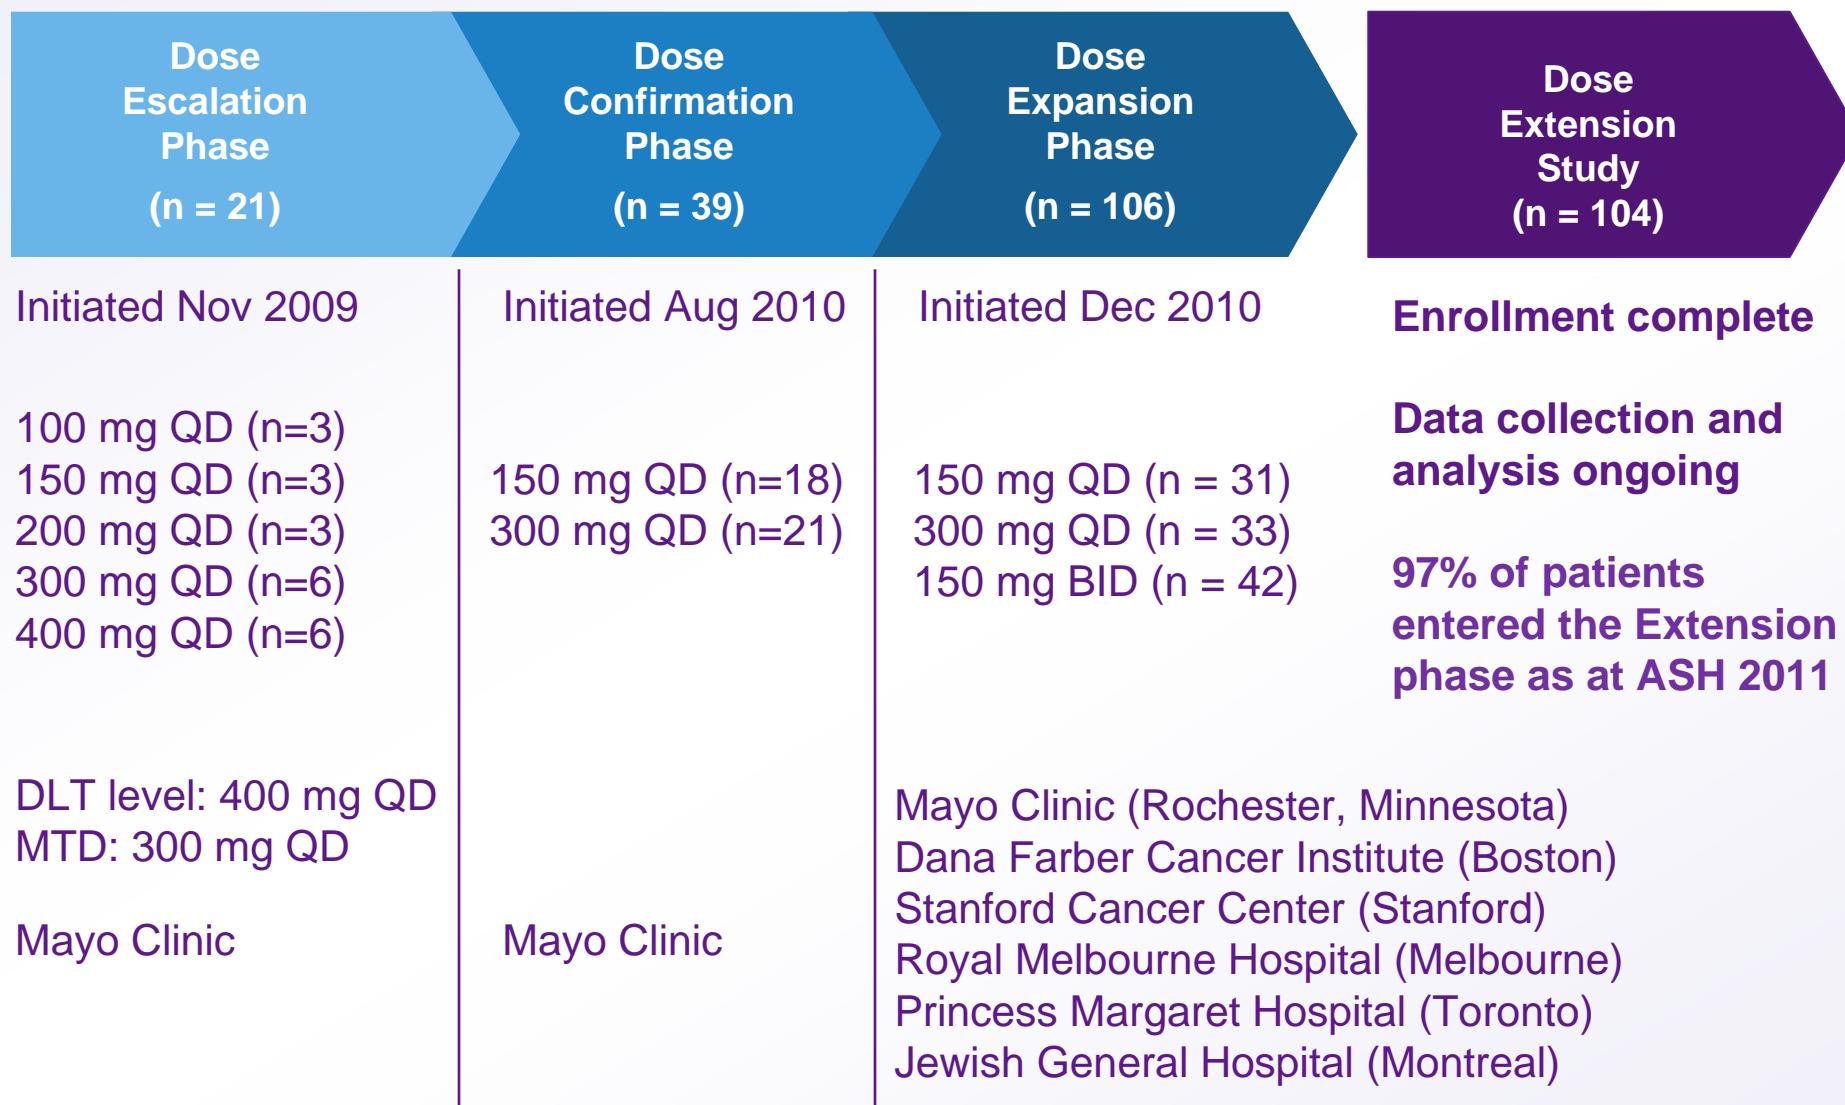 Dose
Escalation
Phase
(n = 21)
Dose
Confirmation
Phase
(n = 39)
Dose
Expansion
Phase
(n = 106)
Dose
Extension
Study
(n = 104)
Initiated Nov 2009
100 mg QD (n=3)
150 mg QD (n=3)
200 mg QD (n=3)
300 mg QD (n=6)
400 mg QD (n=6)
DLT level: 400 mg QD
MTD: 300 mg QD
Mayo Clinic
Initiated Aug 2010
150 mg QD (n=18)
300 mg QD (n=21)
Mayo Clinic
Initiated Dec 2010
150 mg QD (n = 31)
300 mg QD (n = 33)
150 mg BID (n = 42)
Mayo Clinic (Rochester, Minnesota)
Dana Farber Cancer Institute (Boston)
Stanford Cancer Center (Stanford)
Royal Melbourne Hospital (Melbourne)
Princess Margaret Hospital (Toronto)
Jewish General Hospital (Montreal)
Enrollment complete
Data collection and
analysis ongoing
97% of patients
entered the Extension
phase as at ASH 2011